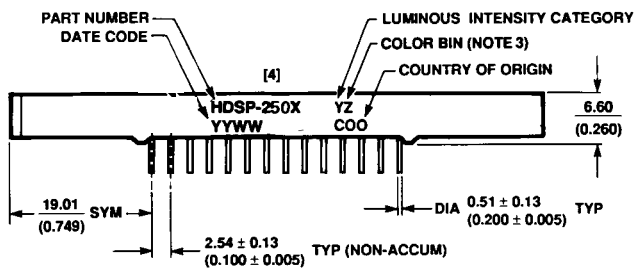 PART NUMBER
DATE CODE
LUMINOUS INTENSITY CATEGORY
COLOR BIN (NOTE 3)
COUNTRY OF ORIGIN
[4]
HDSP-250X YZ
YYWW COO
6.60
(0.260)
19.01
(0.749)
SYM
2.54 ± 0.13
(0.100 ± 0.005)
TYP (NON-ACCUM)
DIA
0.51 ± 0.13
(0.200 ± 0.005)
TYP